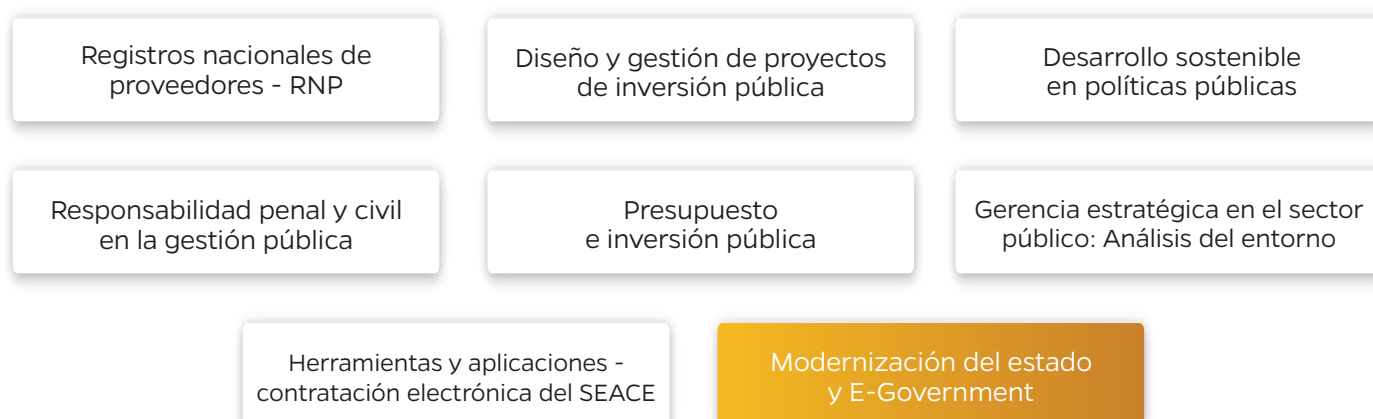 Registros nacionales de
proveedores - RNP
Diseño y gestión de proyectos
de inversión pública
Desarrollo sostenible
en políticas públicas
Responsabilidad penal y civil
en la gestión pública
Presupuesto
e inversión pública
Gerencia estratégica en el sector
público: Análisis del entorno
Herramientas y aplicaciones -
contratación electrónica del SEACE
Modernización del estado
y E-Government